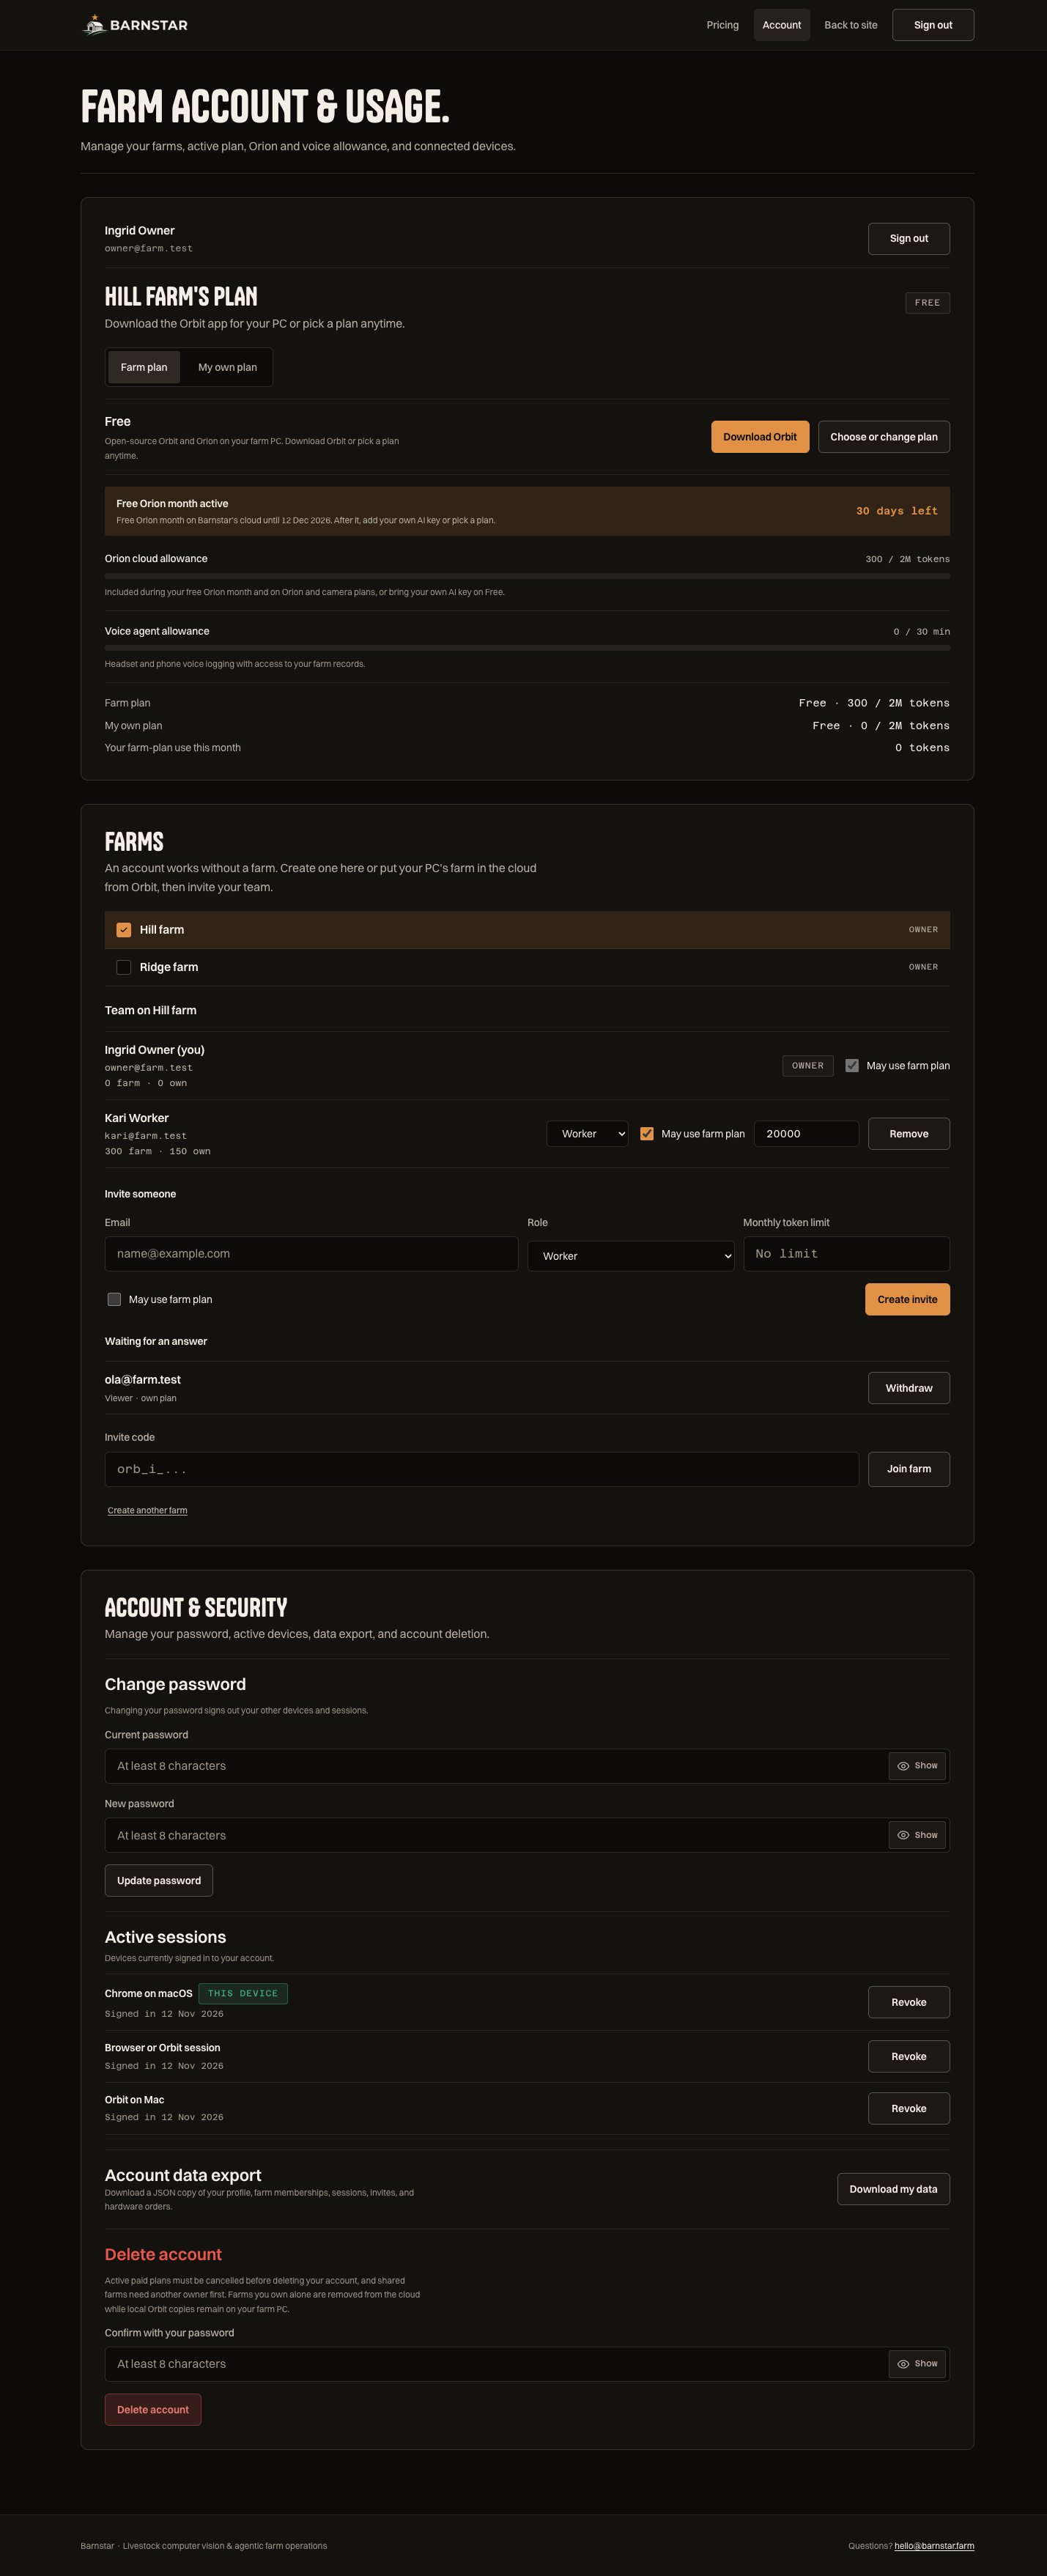 BARNSTAR
Pricing
Account
Back to site
Sign out
FARM ACCOUNT & USAGE.
Manage your farms, active plan, Orion and voice allowance, and connected devices.
Ingrid Owner
owner@farm.test
Sign out
HILL FARM'S PLAN
Download the Orbit app for your PC or pick a plan anytime.
FREE
Farm plan
My own plan
Free
Open-source Orbit and Orion on your farm PC. Download Orbit or pick a plan
anytime.
Download Orbit
Choose or change plan
Free Orion month active
Free Orion month on Barnstar's cloud until 12 Dec 2026. After it, add your own AI key or pick a plan.
30 days left
Orion cloud allowance
300 / 2M tokens
Included during your free Orion month and on Orion and camera plans, or bring your own AI key on Free.
Voice agent allowance
0 / 30 min
Headset and phone voice logging with access to your farm records.
Farm plan
Free · 300 / 2M tokens
My own plan
Free · 0 / 2M tokens
Your farm-plan use this month
0 tokens
FARMS
An account works without a farm. Create one here or put your PC's farm in the cloud
from Orbit, then invite your team.
Hill farm
OWNER
Ridge farm
OWNER
Team on Hill farm
Ingrid Owner (you)
owner@farm.test
0 farm · 0 own
OWNER
May use farm plan
Kari Worker
kari@farm.test
300 farm · 150 own
Worker
May use farm plan
20000
Remove
Invite someone
Email
Role
Monthly token limit
name@example.com
Worker
No limit
May use farm plan
Create invite
Waiting for an answer
ola@farm.test
Viewer · own plan
Withdraw
Invite code
orb_i_...
Join farm
Create another farm
ACCOUNT & SECURITY
Manage your password, active devices, data export, and account deletion.
Change password
Changing your password signs out your other devices and sessions.
Current password
At least 8 characters
Show
New password
At least 8 characters
Show
Update password
Active sessions
Devices currently signed in to your account.
Chrome on macOS
THIS DEVICE
Signed in 12 Nov 2026
Revoke
Browser or Orbit session
Signed in 12 Nov 2026
Revoke
Orbit on Mac
Signed in 12 Nov 2026
Revoke
Account data export
Download a JSON copy of your profile, farm memberships, sessions, invites, and
hardware orders.
Download my data
Delete account
Active paid plans must be cancelled before deleting your account, and shared
farms need another owner first. Farms you own alone are removed from the cloud
while local Orbit copies remain on your farm PC.
Confirm with your password
At least 8 characters
Show
Delete account
Barnstar · Livestock computer vision & agentic farm operations
Questions? hello@barnstar.farm